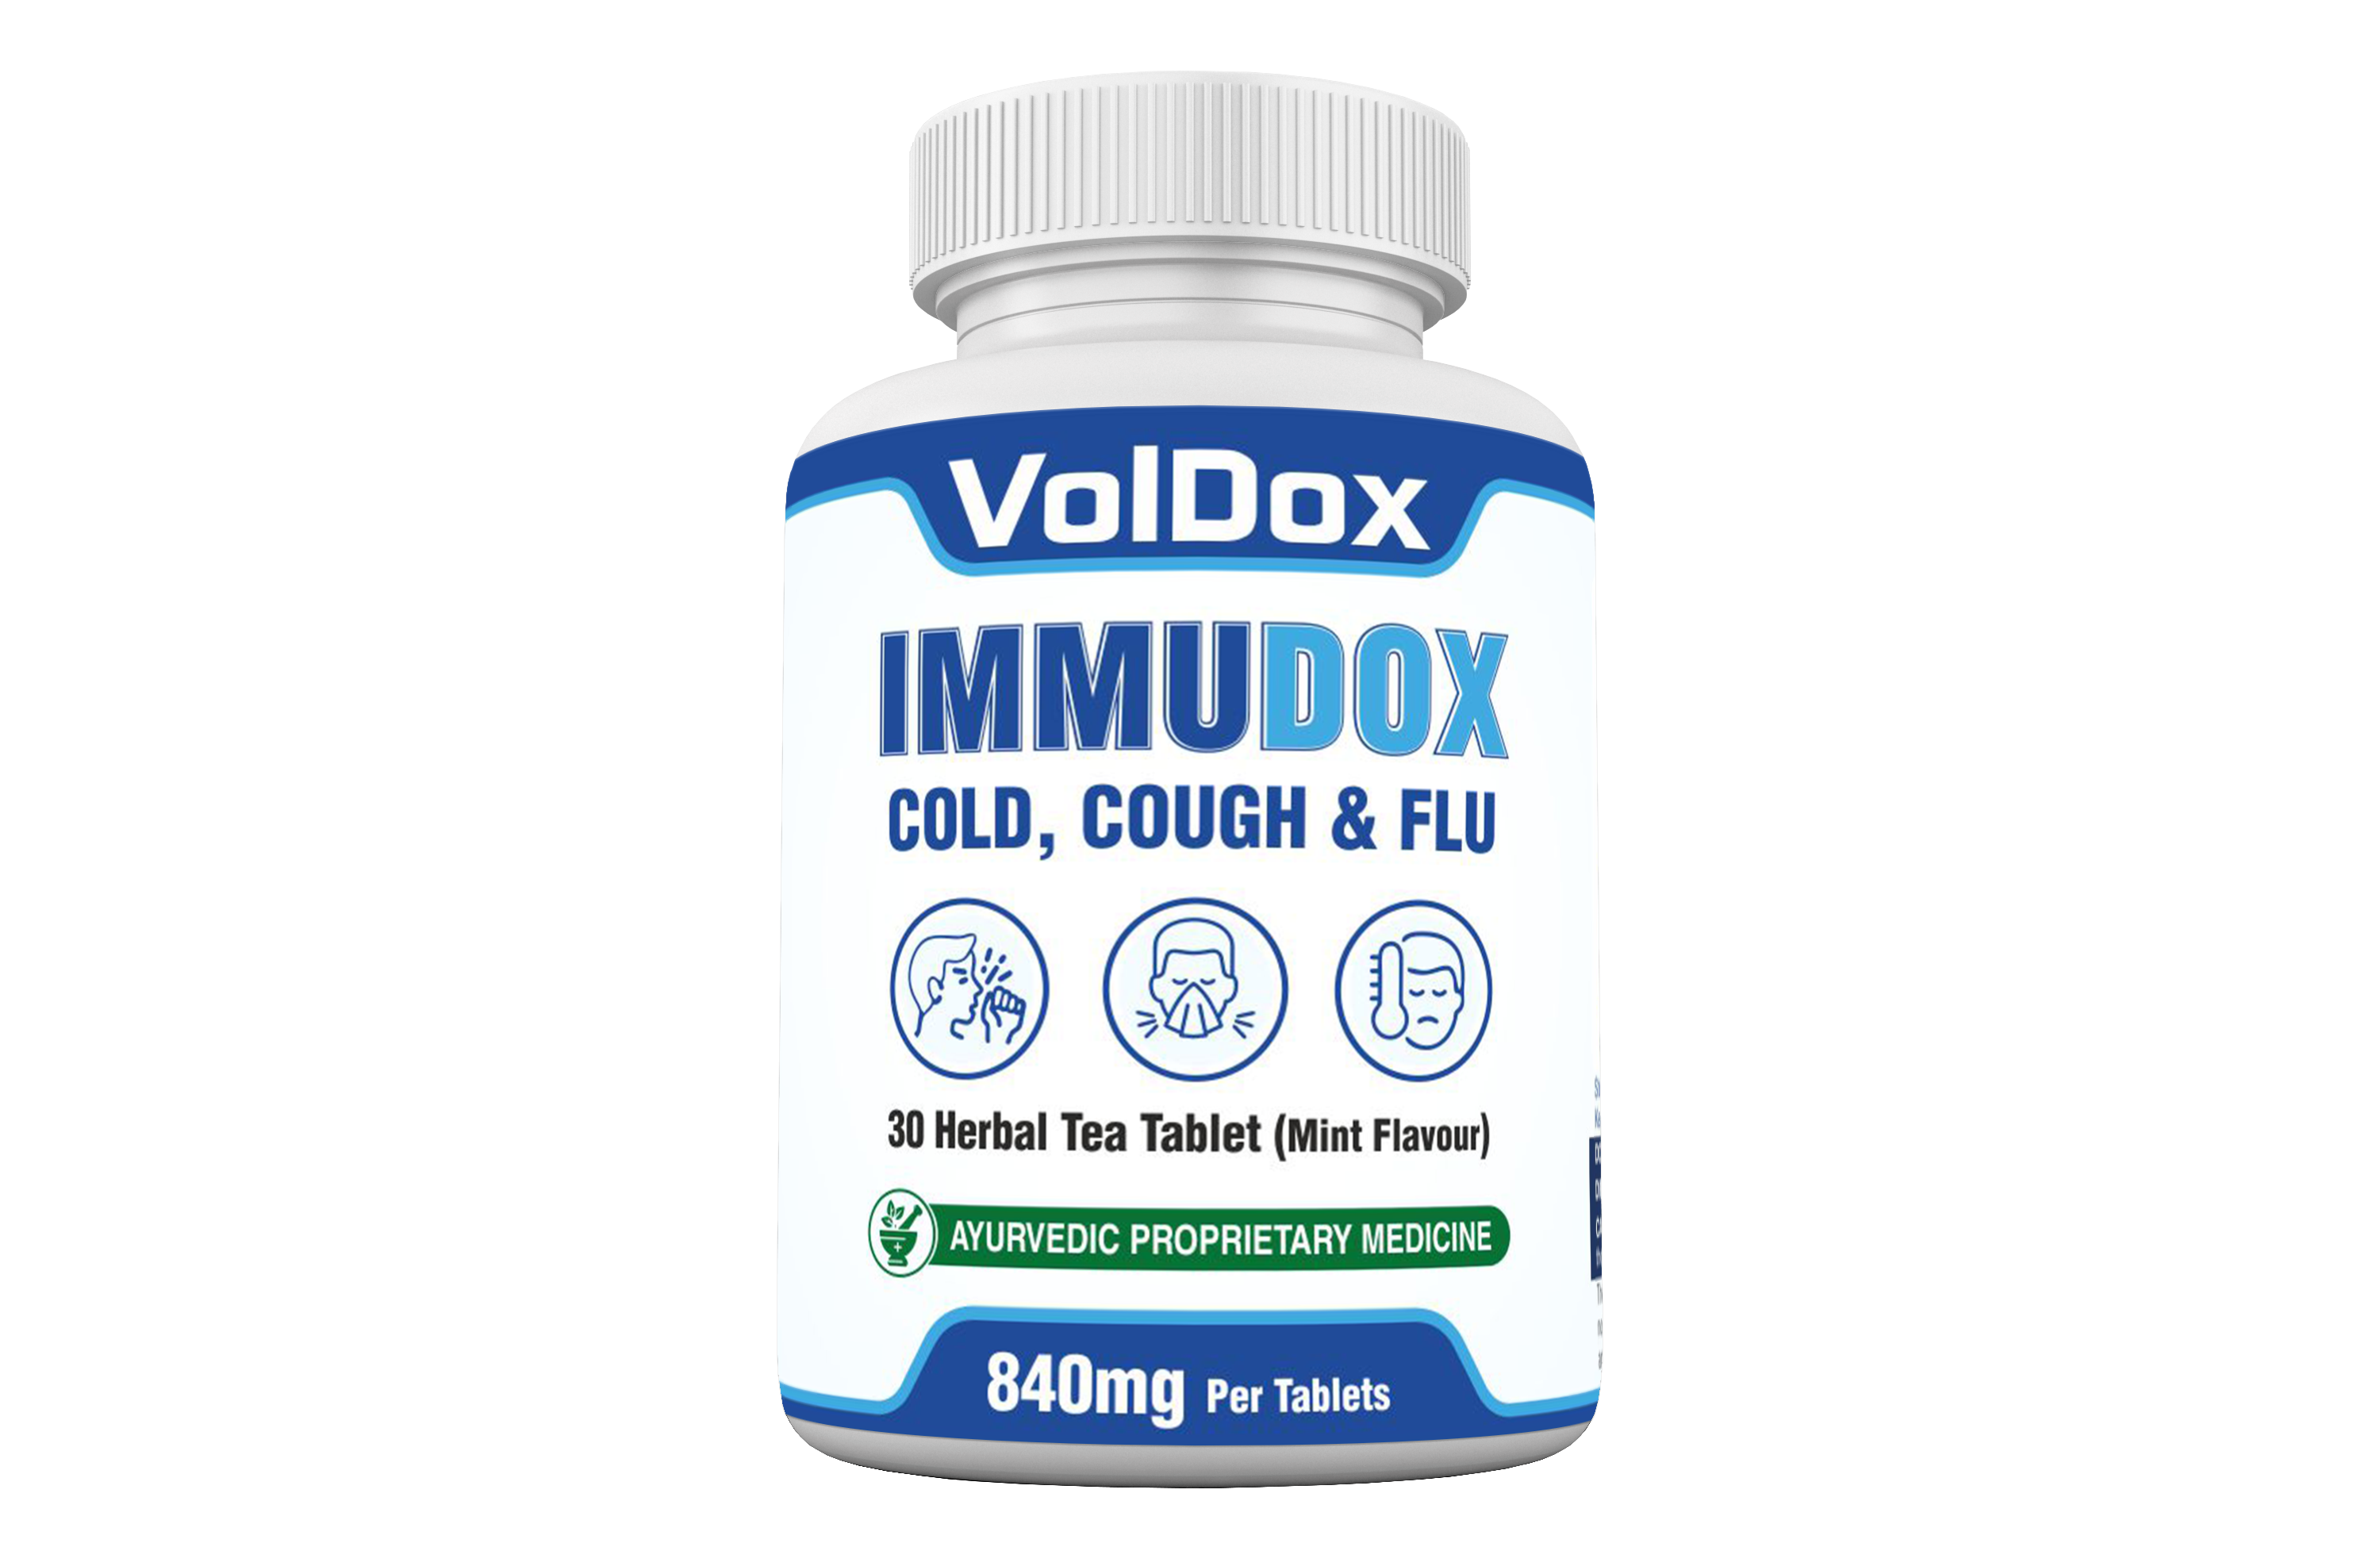 VolDox
IMMUDOX
COLD, COUGH & FLU
30 Herbal Tea Tablet (Mint Flavour)
AYURVEDIC PROPRIETARY MEDICINE
840mg Per Tablets